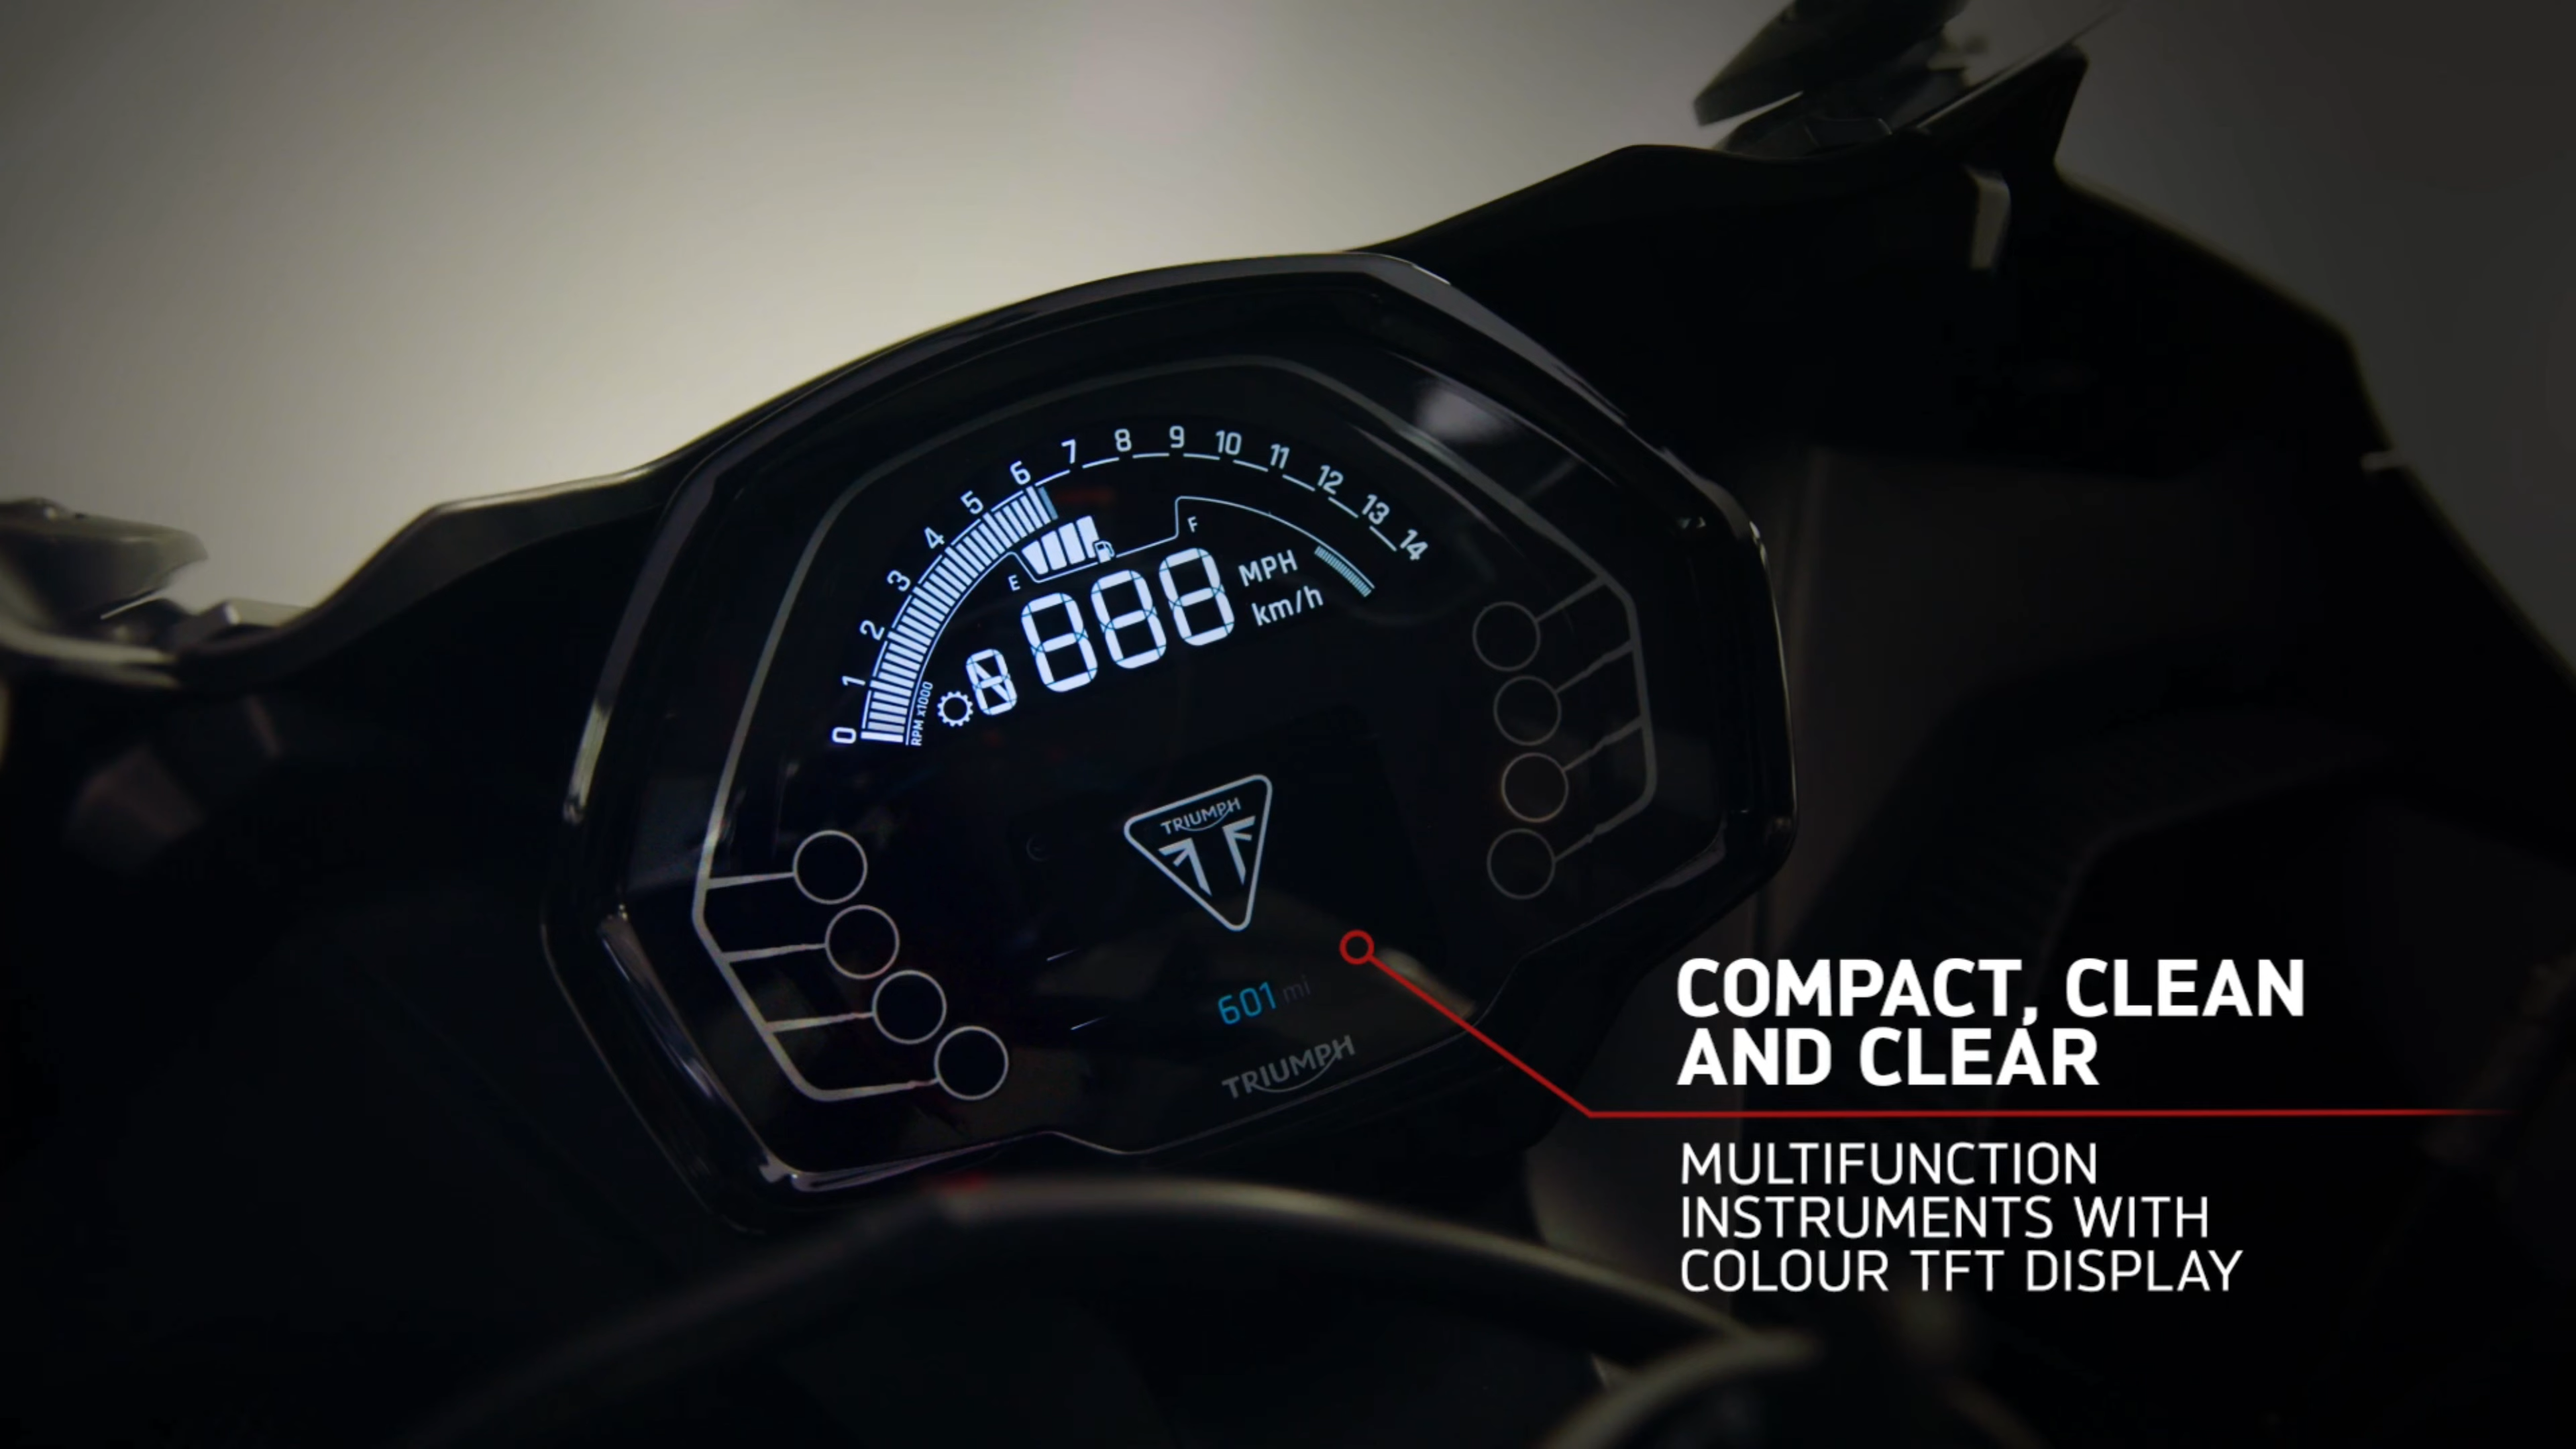 0
1
2
3
4
5
6
7
8
9
10
11
12
13
14
RPM x1000
E
F
8
888
MPH
km/h
TRIUMPH
601 mi
TRIUMPH
COMPACT, CLEAN
AND CLEAR
MULTIFUNCTION
INSTRUMENTS WITH
COLOUR TFT DISPLAY